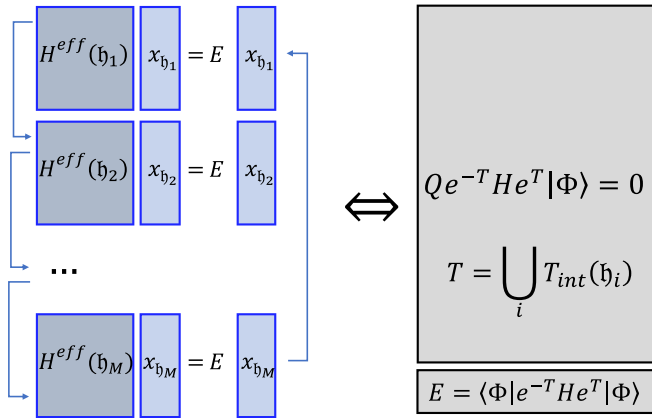 H^{eff}(𝔥_1) x_{𝔥_1} = E x_{𝔥_1}
H^{eff}(𝔥_2) x_{𝔥_2} = E x_{𝔥_2}
...
H^{eff}(𝔥_M) x_{𝔥_M} = E x_{𝔥_M}
⇔
Qe^{-T}He^{T}|Φ⟩ = 0
T = ⋃_i T_{int}(𝔥_i)
E = ⟨Φ|e^{-T}He^{T}|Φ⟩